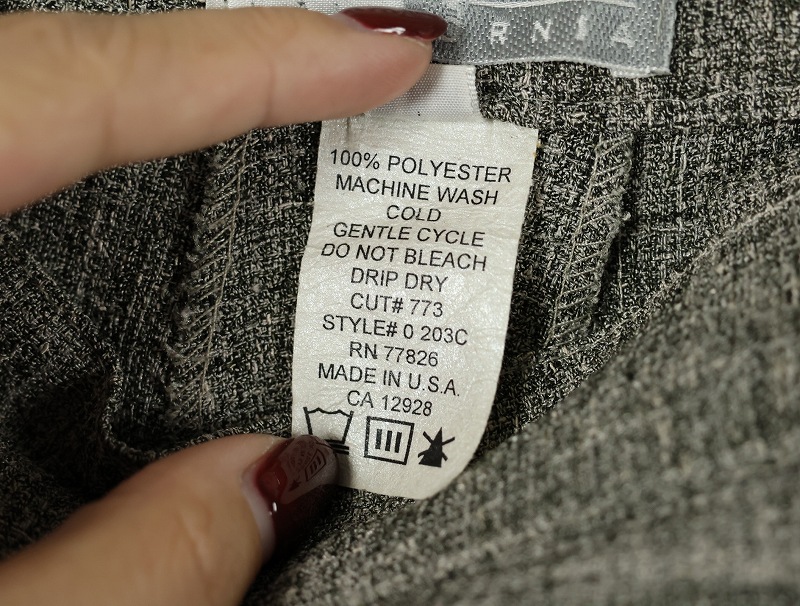 RNIA
100% POLYESTER
MACHINE WASH
COLD
GENTLE CYCLE
DO NOT BLEACH
DRIP DRY
CUT# 773
STYLE# 0 203C
RN 77826
MADE IN U.S.A.
CA 12928